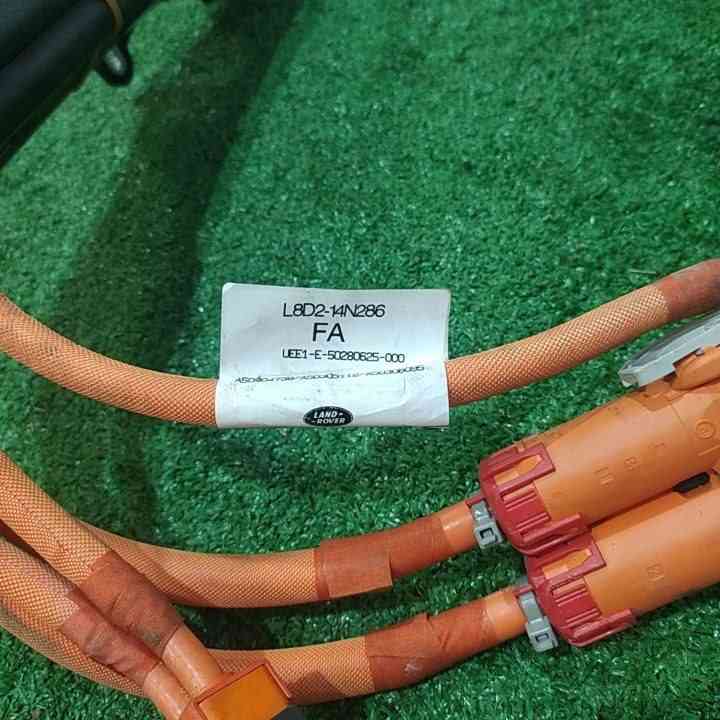 L8D2-14N286
FA
UEE1-E-50280625-000
LAND-
-ROVER